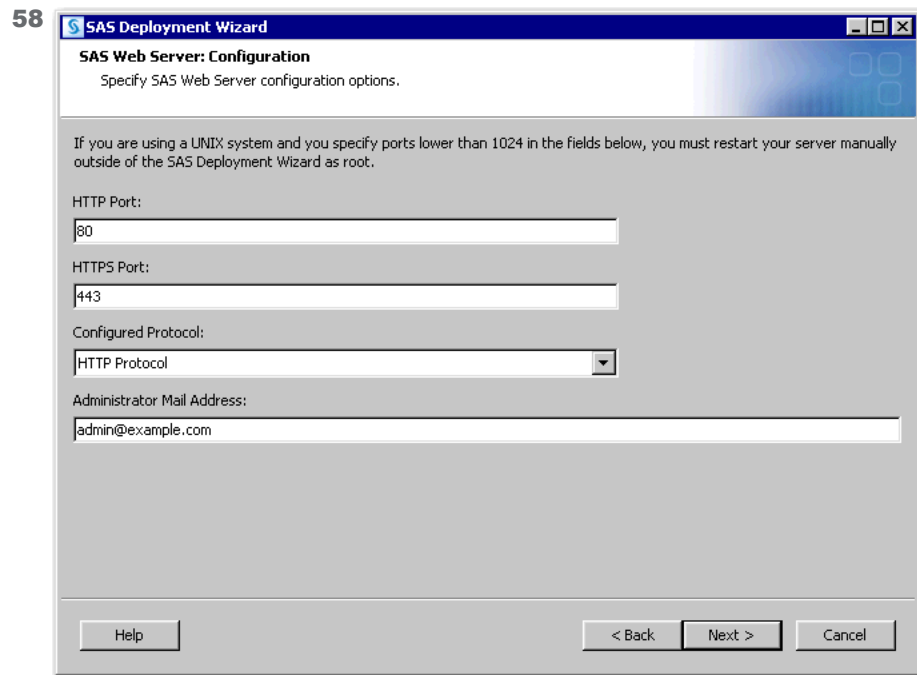 58
SAS Deployment Wizard
SAS Web Server: Configuration
Specify SAS Web Server configuration options.
If you are using a UNIX system and you specify ports lower than 1024 in the fields below, you must restart your server manually
outside of the SAS Deployment Wizard as root.
HTTP Port:
80
HTTPS Port:
443
Configured Protocol:
HTTP Protocol
Administrator Mail Address:
admin@example.com
Help < Back Next > Cancel